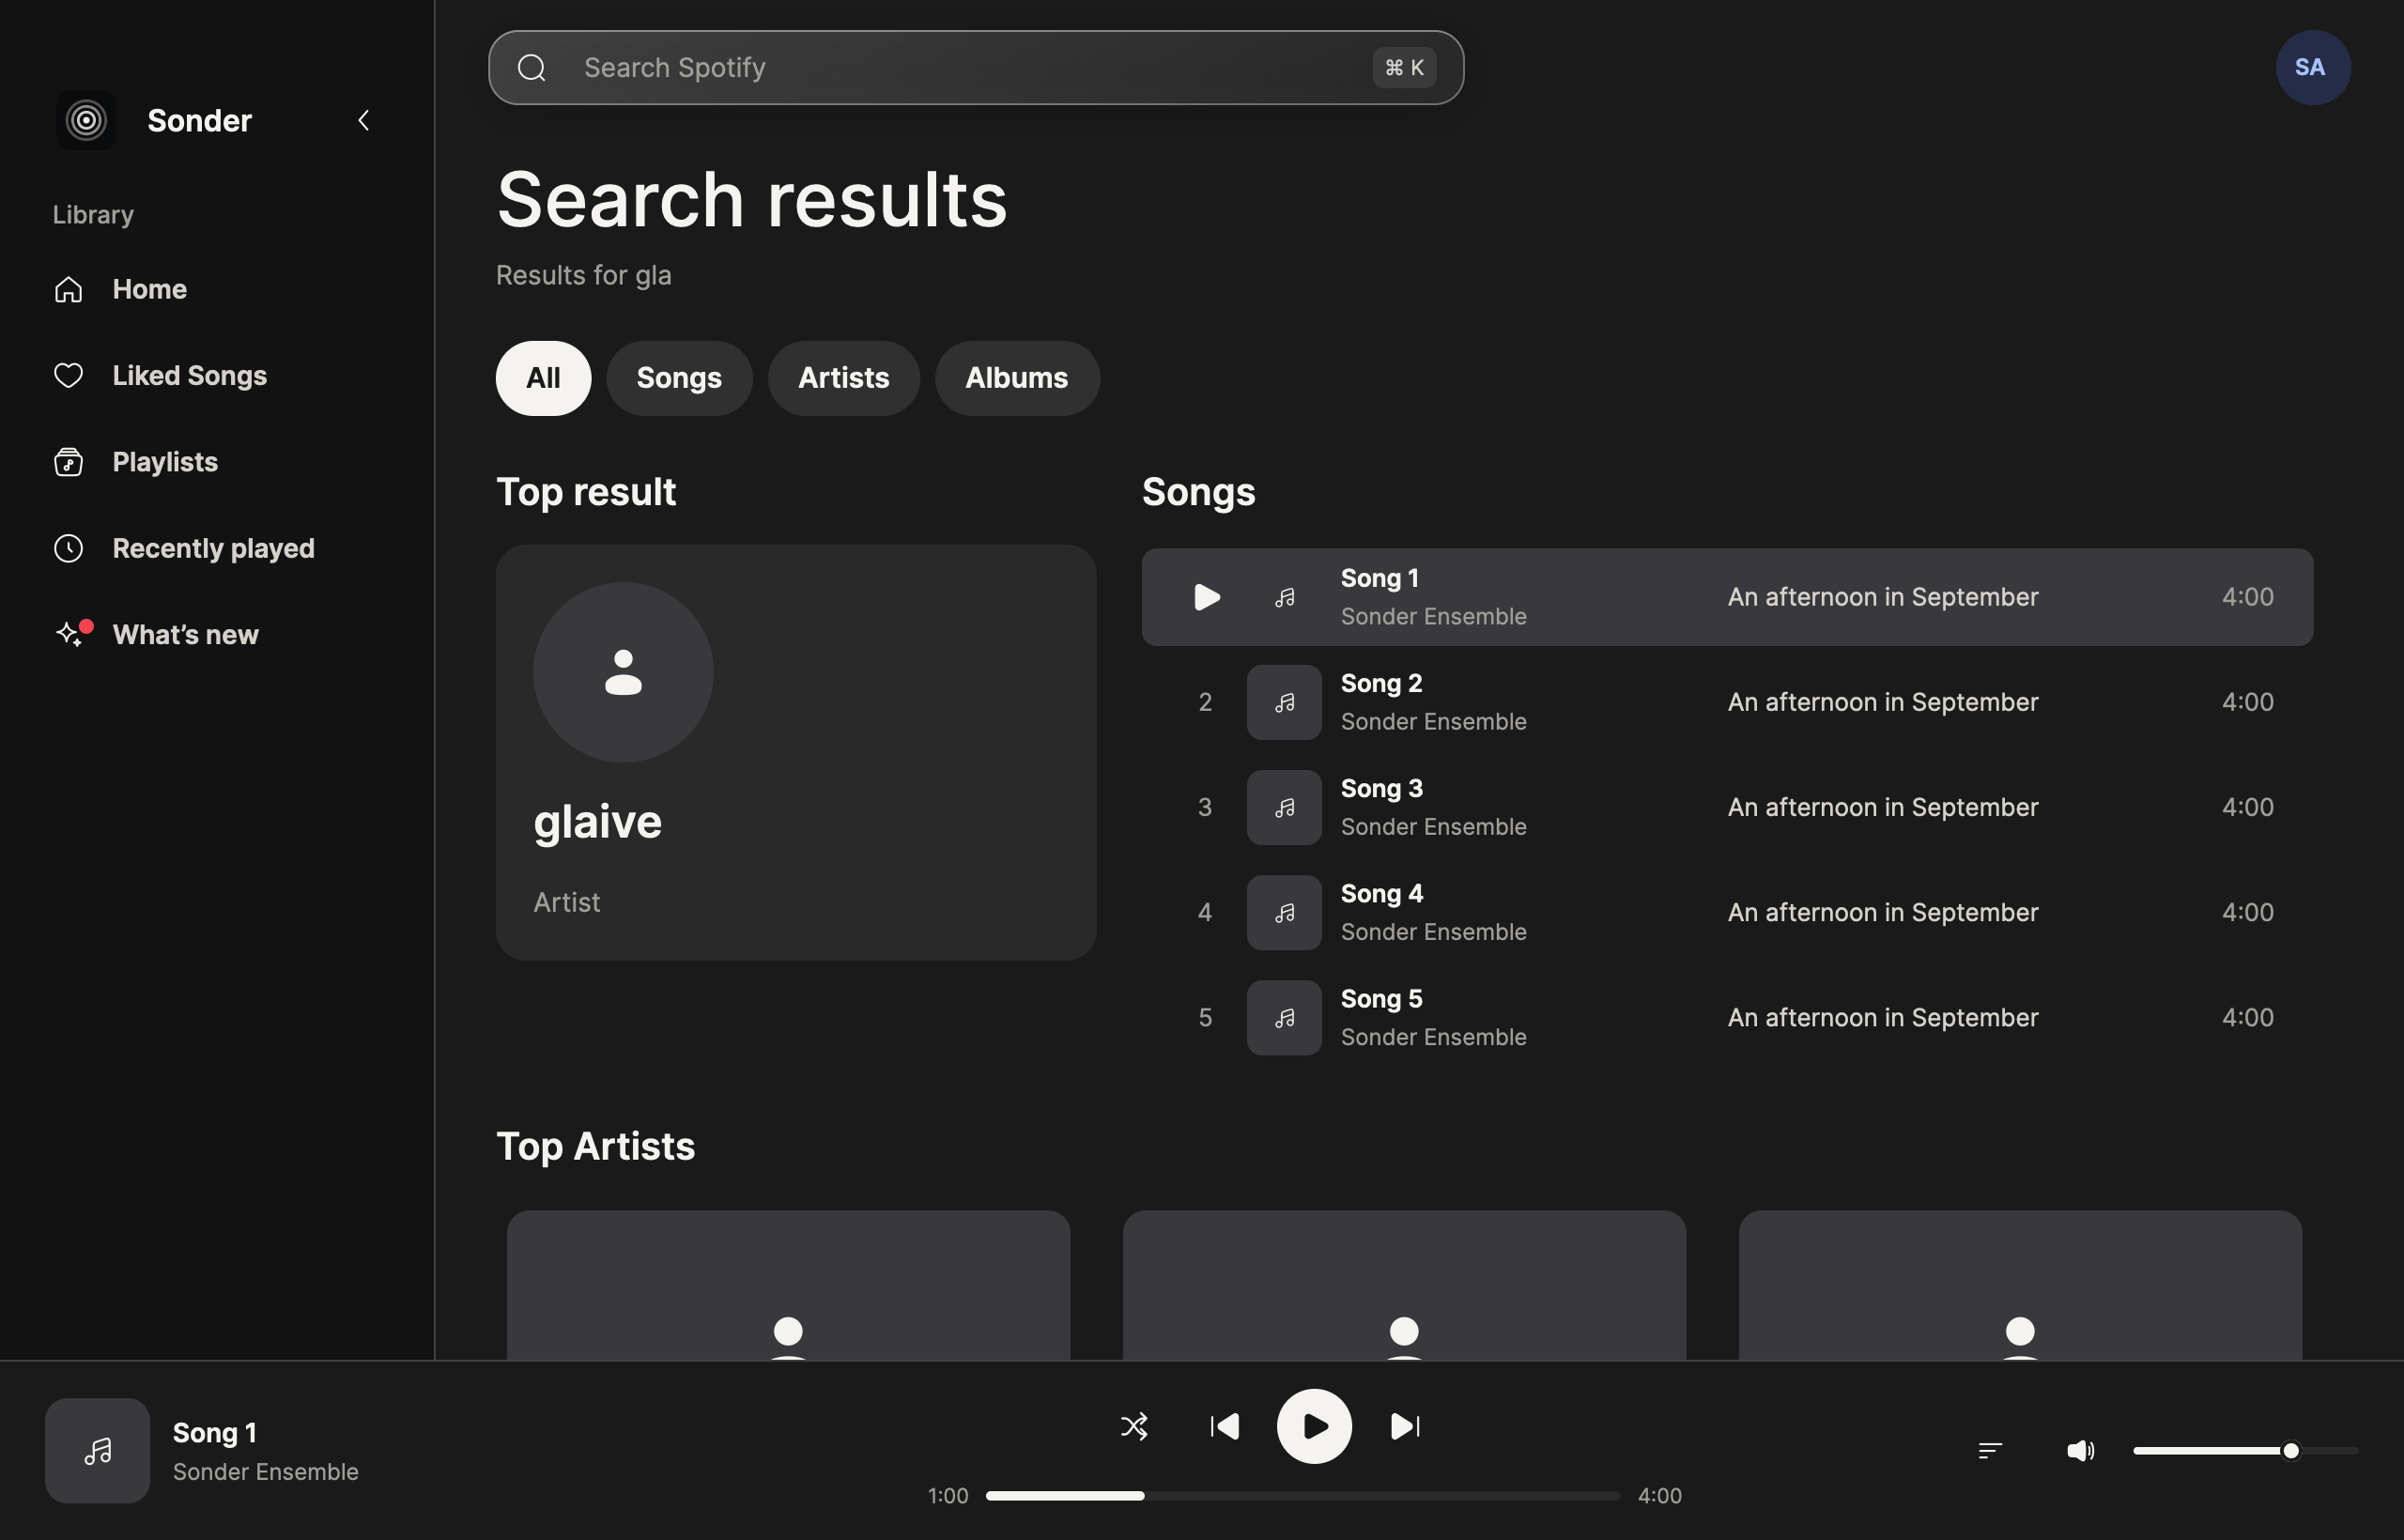 Search Spotify
⌘ K
SA
Sonder
Library
Home
Liked Songs
Playlists
Recently played
What’s new
Search results
Results for gla
All
Songs
Artists
Albums
Top result
glaive
Artist
Songs
Song 1
Sonder Ensemble
An afternoon in September
4:00
2
Song 2
Sonder Ensemble
An afternoon in September
4:00
3
Song 3
Sonder Ensemble
An afternoon in September
4:00
4
Song 4
Sonder Ensemble
An afternoon in September
4:00
5
Song 5
Sonder Ensemble
An afternoon in September
4:00
Top Artists
Song 1
Sonder Ensemble
1:00
4:00